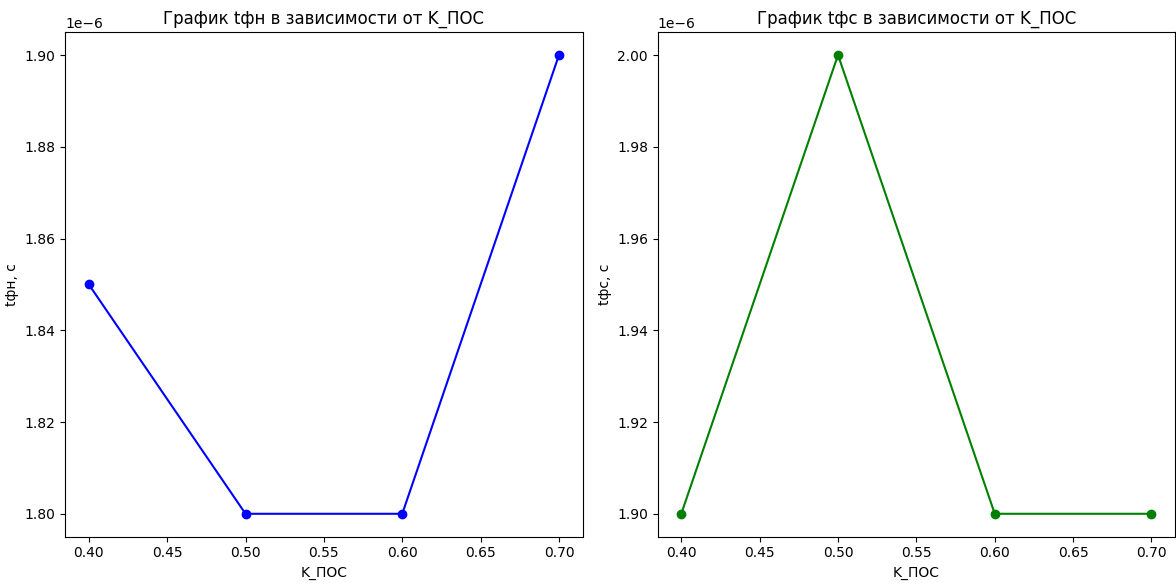 График tфн в зависимости от K_ПОС
1e−6
1.90
1.88
1.86
1.84
1.82
1.80
tфн, с
0.40 0.45 0.50 0.55 0.60 0.65 0.70
K_ПОС
График tфс в зависимости от K_ПОС
1e−6
2.00
1.98
1.96
1.94
1.92
1.90
tфс, с
0.40 0.45 0.50 0.55 0.60 0.65 0.70
K_ПОС